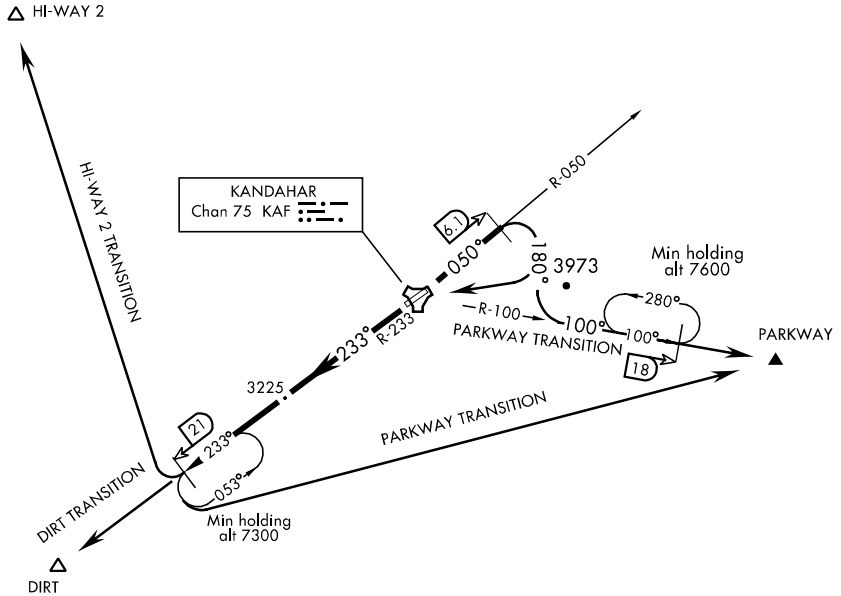 HI-WAY 2
HI-WAY 2 TRANSITION
KANDAHAR
Chan 75 KAF
6.1
R-050
050°
180°
3973
Min holding
alt 7600
280°
R-100
100°
100°
PARKWAY TRANSITION
18
PARKWAY
R-233
233°
3225
21
233°
053°
Min holding
alt 7300
PARKWAY TRANSITION
DIRT TRANSITION
DIRT